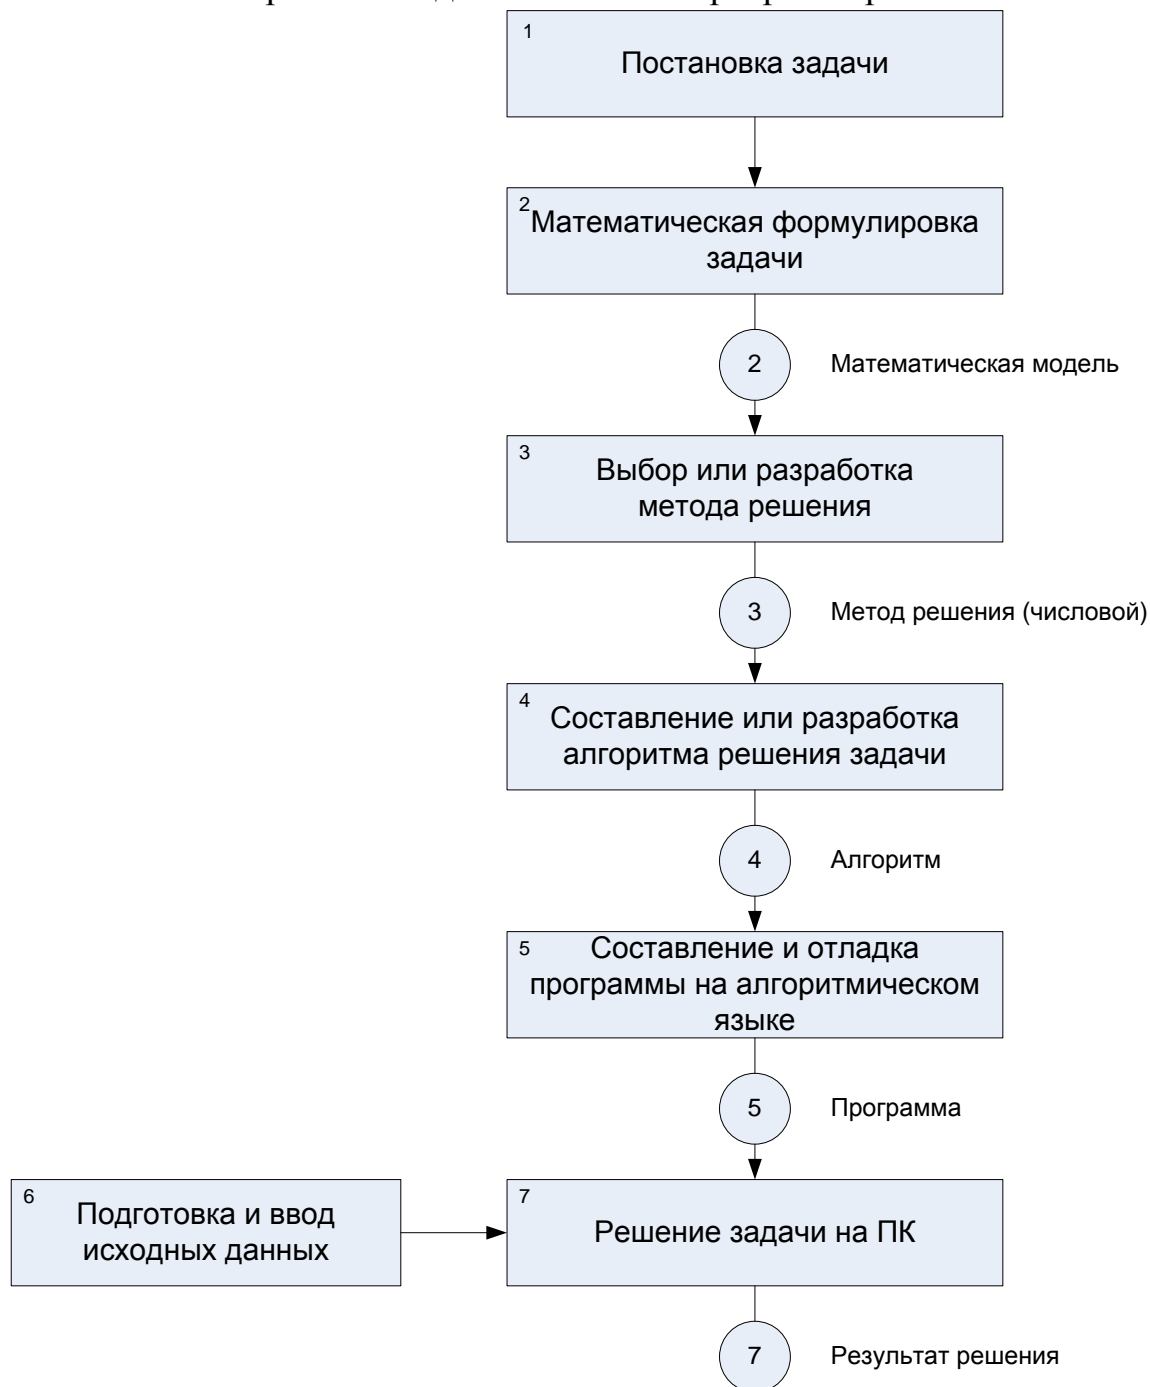 1
Постановка задачи
2
Математическая формулировка
задачи
2
Математическая модель
3
Выбор или разработка
метода решения
3
Метод решения (числовой)
4
Составление или разработка
алгоритма решения задачи
4
Алгоритм
5
Составление и отладка
программы на алгоритмическом
языке
5
Программа
6
Подготовка и ввод
исходных данных
7
Решение задачи на ПК
7
Результат решения